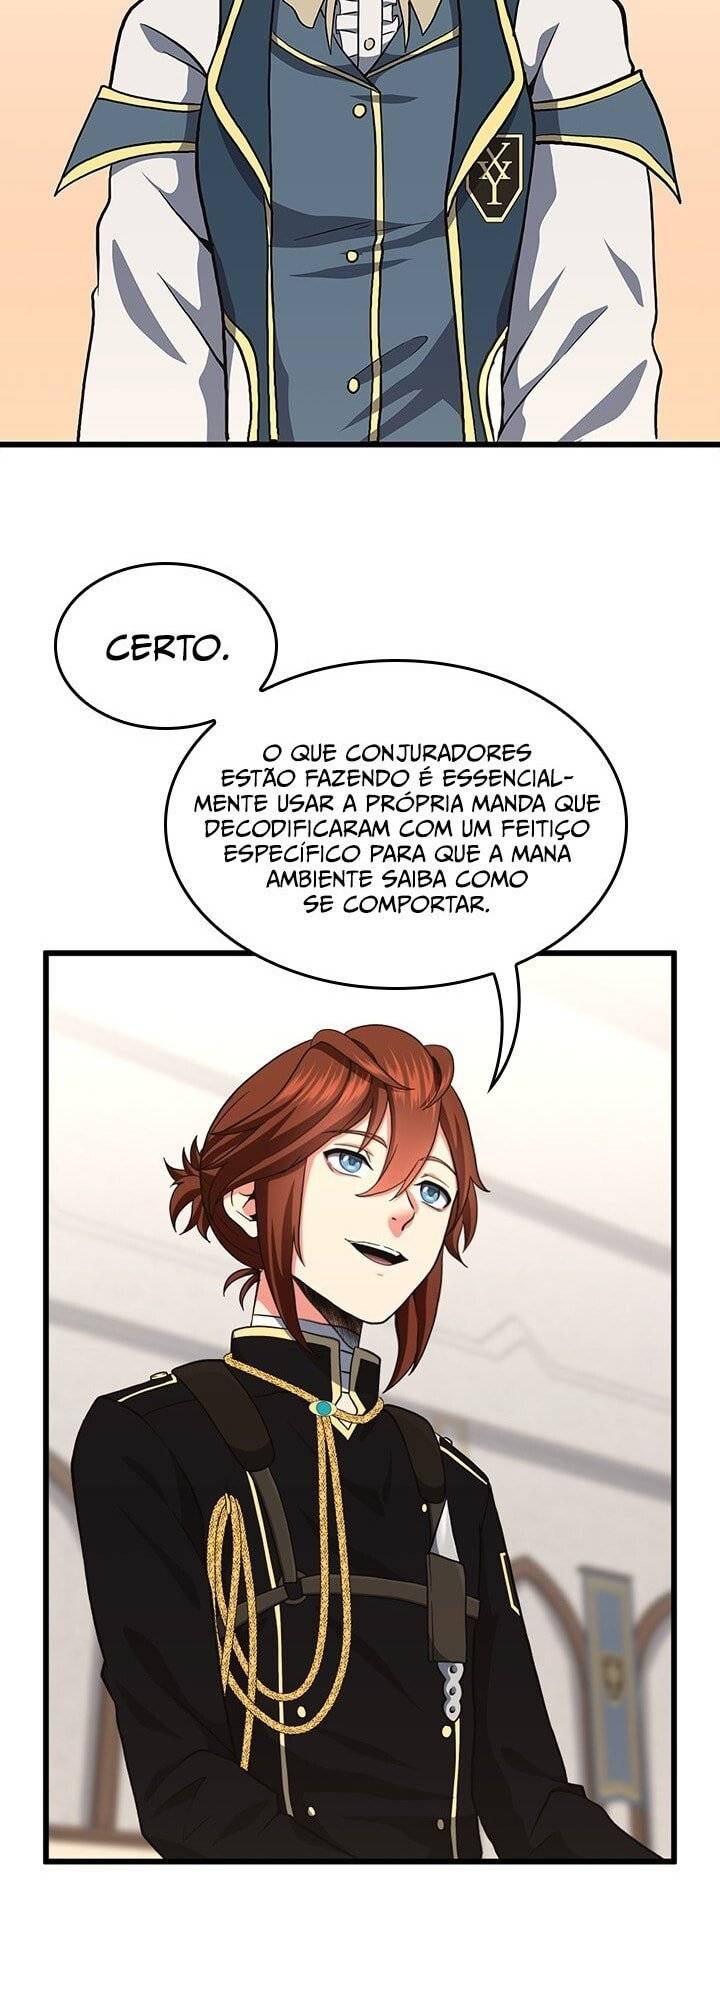 CERTO.
O QUE CONJURADORES
ESTÃO FAZENDO É ESSENCIAL-
MENTE USAR A PRÓPRIA MANDA QUE
DECODIFICARAM COM UM FEITIÇO
ESPECÍFICO PARA QUE A MANA
AMBIENTE SAIBA COMO
SE COMPORTAR.